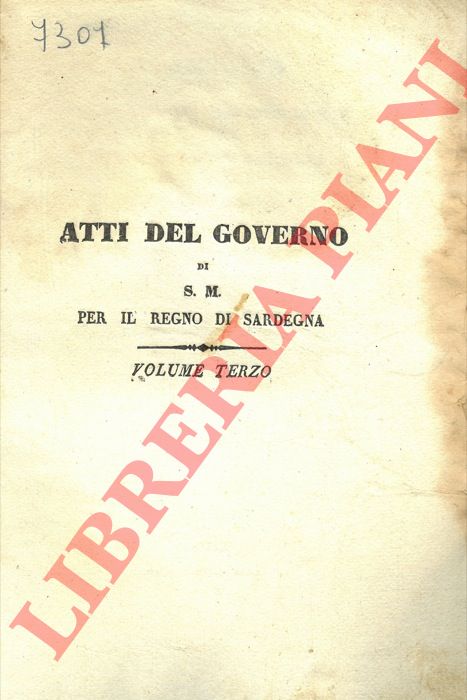 7301
ATTI DEL GOVERNO
DI
S. M.
PER IL REGNO DI SARDEGNA
VOLUME TERZO
LIBRERIA PIANI